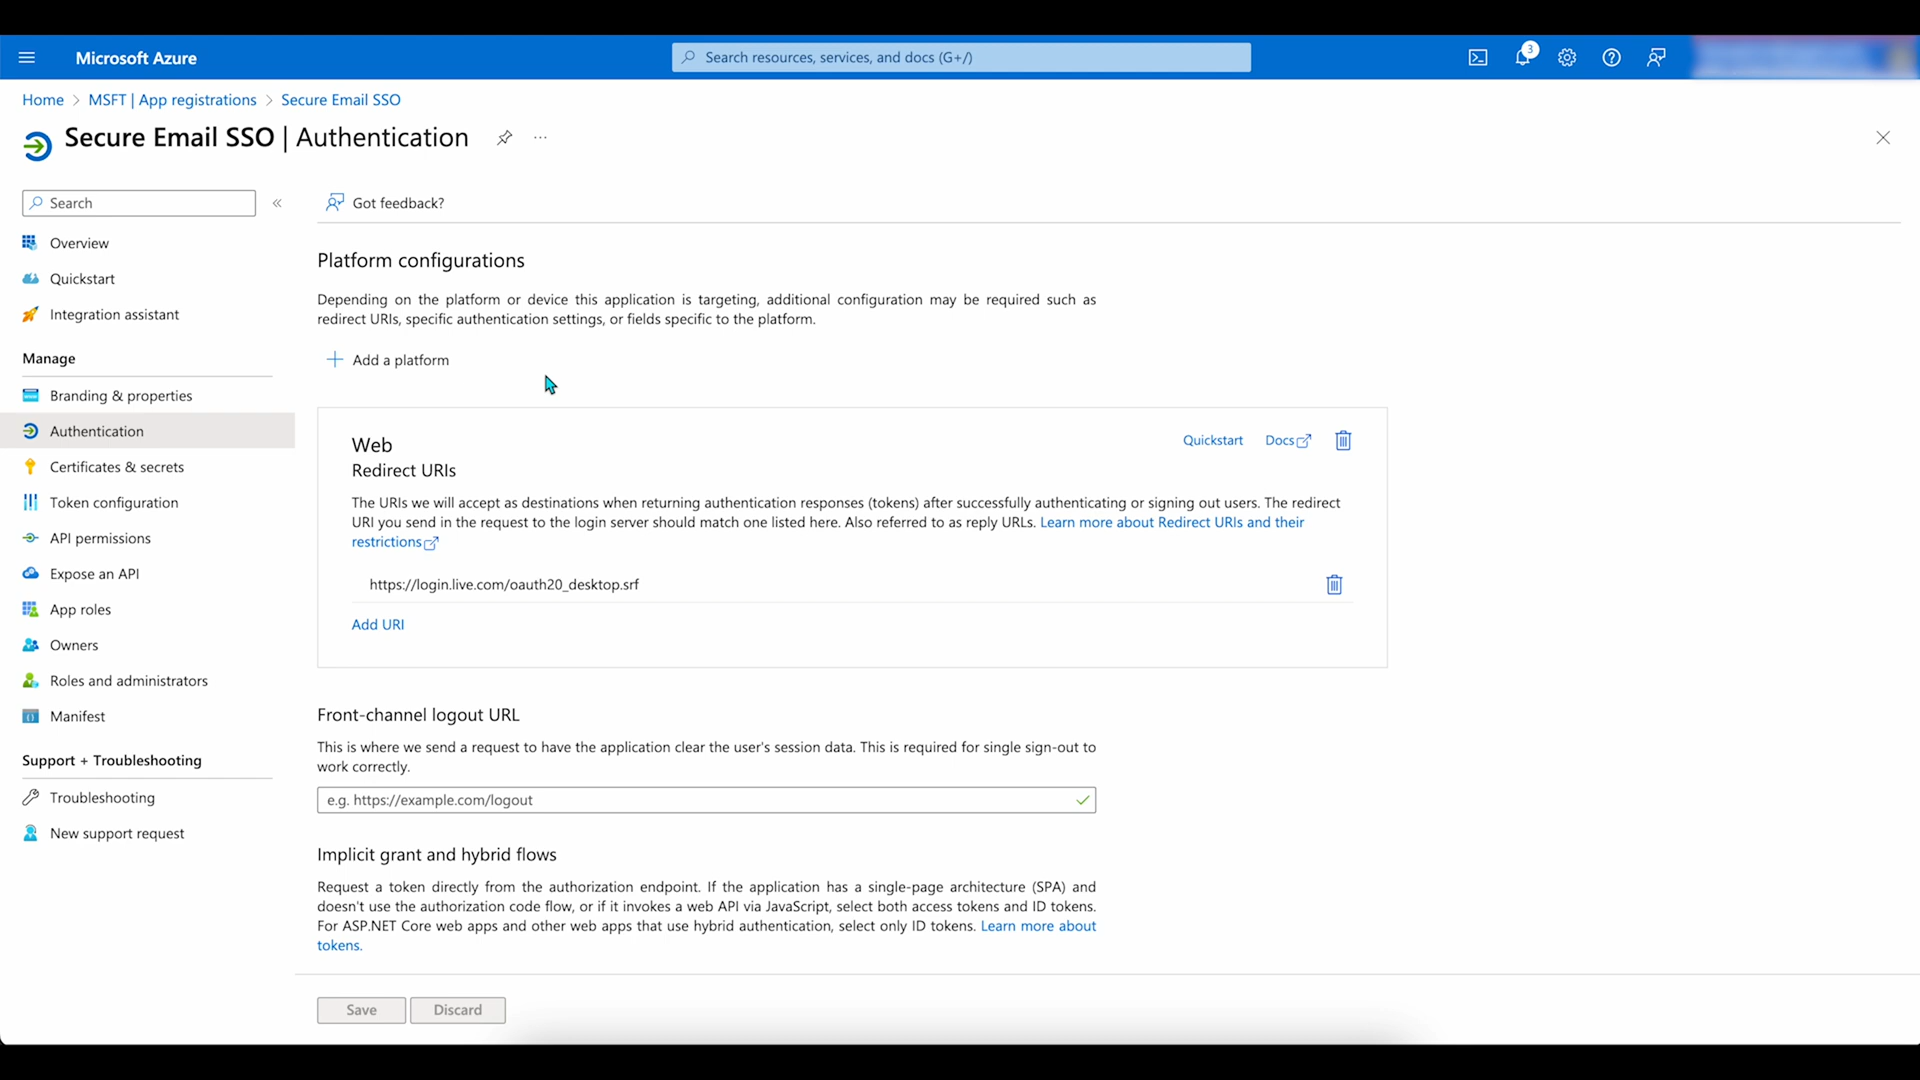 Microsoft Azure
Search resources, services, and docs (G+/)
3
Home > MSFT | App registrations > Secure Email SSO
Secure Email SSO | Authentication
...
Search
«
Got feedback?
Overview
Quickstart
Integration assistant
Manage
Branding & properties
Authentication
Certificates & secrets
Token configuration
API permissions
Expose an API
App roles
Owners
Roles and administrators
Manifest
Support + Troubleshooting
Troubleshooting
New support request
Platform configurations
Depending on the platform or device this application is targeting, additional configuration may be required such as
redirect URIs, specific authentication settings, or fields specific to the platform.
Add a platform
Web
Quickstart
Docs
Redirect URIs
The URIs we will accept as destinations when returning authentication responses (tokens) after successfully authenticating or signing out users. The redirect
URI you send in the request to the login server should match one listed here. Also referred to as reply URLs. Learn more about Redirect URIs and their
restrictions
https://login.live.com/oauth20_desktop.srf
Add URI
Front-channel logout URL
This is where we send a request to have the application clear the user's session data. This is required for single sign-out to
work correctly.
e.g. https://example.com/logout
Implicit grant and hybrid flows
Request a token directly from the authorization endpoint. If the application has a single-page architecture (SPA) and
doesn't use the authorization code flow, or if it invokes a web API via JavaScript, select both access tokens and ID tokens.
For ASP.NET Core web apps and other web apps that use hybrid authentication, select only ID tokens. Learn more about
tokens.
Save
Discard